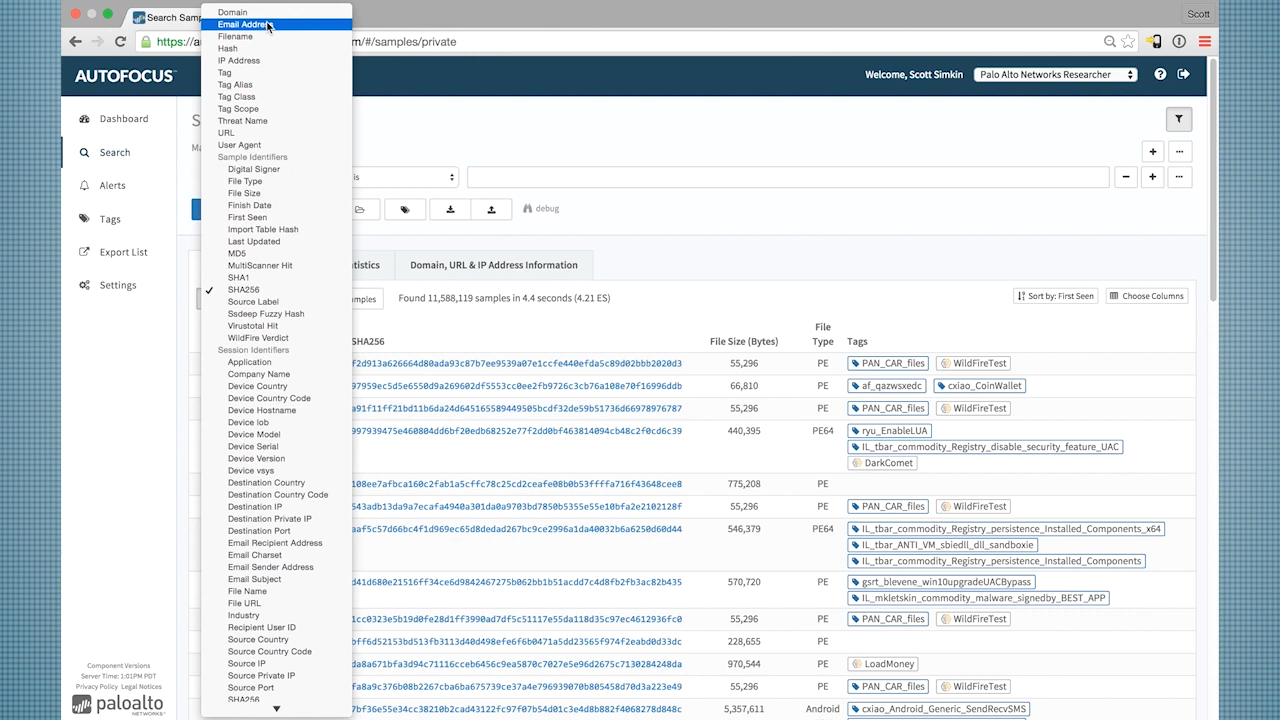 Search Samp
Scott
https://a
m/#/samples/private
AUTOFOCUS
Welcome, Scott Simkin
Palo Alto Networks Researcher
Dashboard
Search
Alerts
Tags
Export List
Settings
Component Versions
Server Time: 1:01PM PDT
Privacy Policy Legal Notices
paloalto
NETWORKS
Domain
Email Address
Filename
Hash
IP Address
Tag
Tag Alias
Tag Class
Tag Scope
Threat Name
URL
User Agent
Sample Identifiers
Digital Signer
File Type
File Size
Finish Date
First Seen
Import Table Hash
Last Updated
MD5
MultiScanner Hit
SHA1
SHA256
Source Label
Ssdeep Fuzzy Hash
Virustotal Hit
WildFire Verdict
Session Identifiers
Application
Company Name
Device Country
Device Country Code
Device Hostname
Device lob
Device Model
Device Serial
Device Version
Device vsys
Destination Country
Destination Country Code
Destination IP
Destination Private IP
Destination Port
Email Recipient Address
Email Charset
Email Sender Address
Email Subject
File Name
File URL
Industry
Recipient User ID
Source Country
Source Country Code
Source IP
Source Private IP
Source Port
SHA256
is
debug
tistics
Domain, URL & IP Address Information
mples
Found 11,588,119 samples in 4.4 seconds (4.21 ES)
Sort by: First Seen
Choose Columns
SHA256
File Size (Bytes)
File Type
Tags
f2d913a626664d80ada93c87b7ee9539a07e1ccfe440efda5c89d02bbb2020d3 55,296 PE PAN_CAR_files WildFireTest
97959ec5d5e6550d9a269602df5553cc0ee2fb9726c3cb76a108e70f16996ddb 66,810 PE af_qazwsxedc cxiao_CoinWallet
a91f11ff21bd11b6da24d645165589449505bcdf32de59b51736d66978976787 55,296 PE PAN_CAR_files WildFireTest
997939475e460804dd6bf20edb68252e77f2dd0bf463814094cb48c2f0cd6c39 440,395 PE64 ryu_EnableLUA
IL_tbar_commodity_Registry_disable_security_feature_UAC
DarkComet
108ee7afbca160c2fab1a5cffc78c25cd2ceafe08b0b53ffffa716f43648cee8 775,208 PE
543adb13da9a7ecafa4940a301da0a9703bd7850b5355e55e10bfa2e2102128f 55,296 PE PAN_CAR_files WildFireTest
aaf5c57d66bc4f1d969ec65d8dedad267bc9ce2996a1da40032b6a6250d60d44 546,379 PE64 IL_tbar_commodity_Registry_persistence_Installed_Components_x64
IL_tbar_ANTI_VM_sbiedll_dll_sandboxie
IL_tbar_commodity_Registry_persistence_Installed_Components
d41d680e21516ff34ce6d9842467275b062bb1b51acdd7c4d8fb2fb3ac82b435 570,720 PE gsrt_blevene_win10upgradeUACBypass
IL_mkletskin_commodity_malware_signedby_BEST_APP
1cc0323e5b19d0fe28d1ff3990ad7df5c51117e55da118d35c97ec4612936fc0 55,296 PE PAN_CAR_files WildFireTest
bff6d52153bd513fb3113d40d498efe6f6b0471a5dd23565f974f2eabd0d33dc 228,655 PE
da8a671bfa3d94c71116cceb6456c9ea5870c7027e5e96d2675c7130284248da 970,544 PE LoadMoney
fa8a9c376b08b2267cba6ba675739ce37a4e796939070b805458d70d3a223e49 55,296 PE PAN_CAR_files WildFireTest
7bf36e55e34cc38210b2cad43122fc97f07b54d01c3e4d8b882f4068278d848c 5,357,611 Android cxiao_Android_Generic_SendRecvSMS